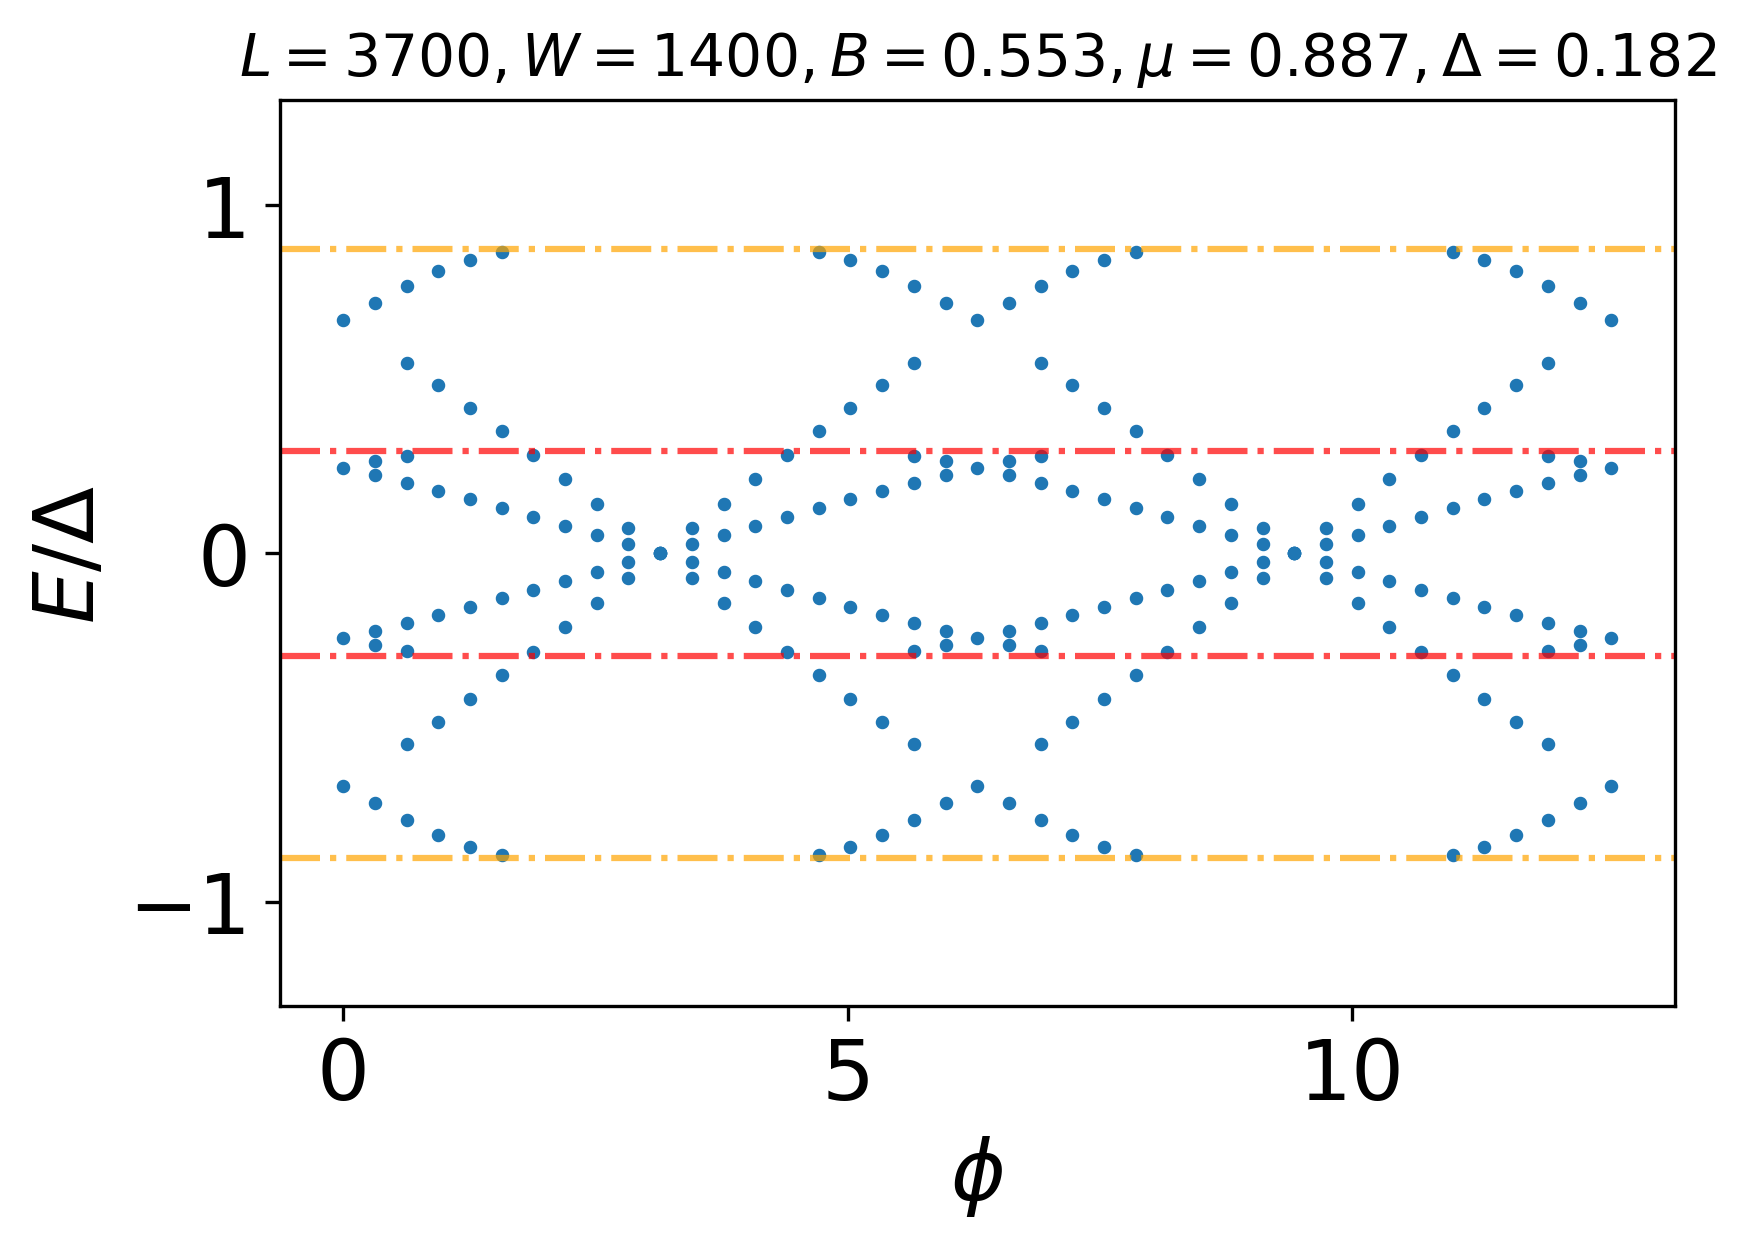 L = 3700, W = 1400, B = 0.553, μ = 0.887, Δ = 0.182
1
0
−1
E/Δ
0 5 10
ϕ